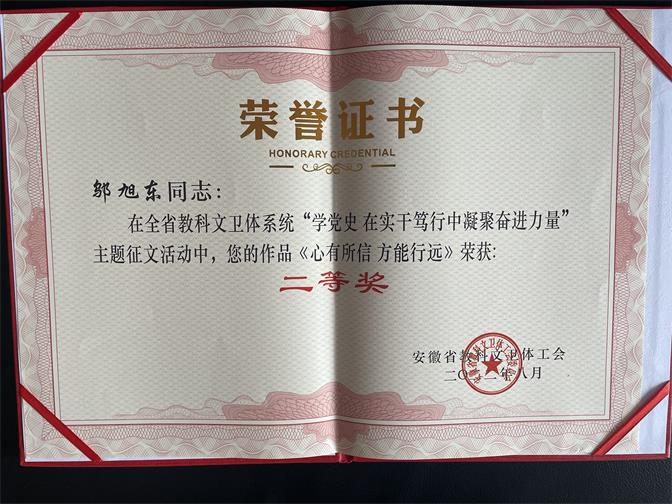 荣誉证书
HONORARY CREDENTIAL
邬旭东同志：
在全省教科文卫体系统“学党史 在实干笃行中凝聚奋进力量”
主题征文活动中，您的作品《心有所信 方能行远》荣获：
二等奖
安徽省教科文卫体工会
二〇二二年八月